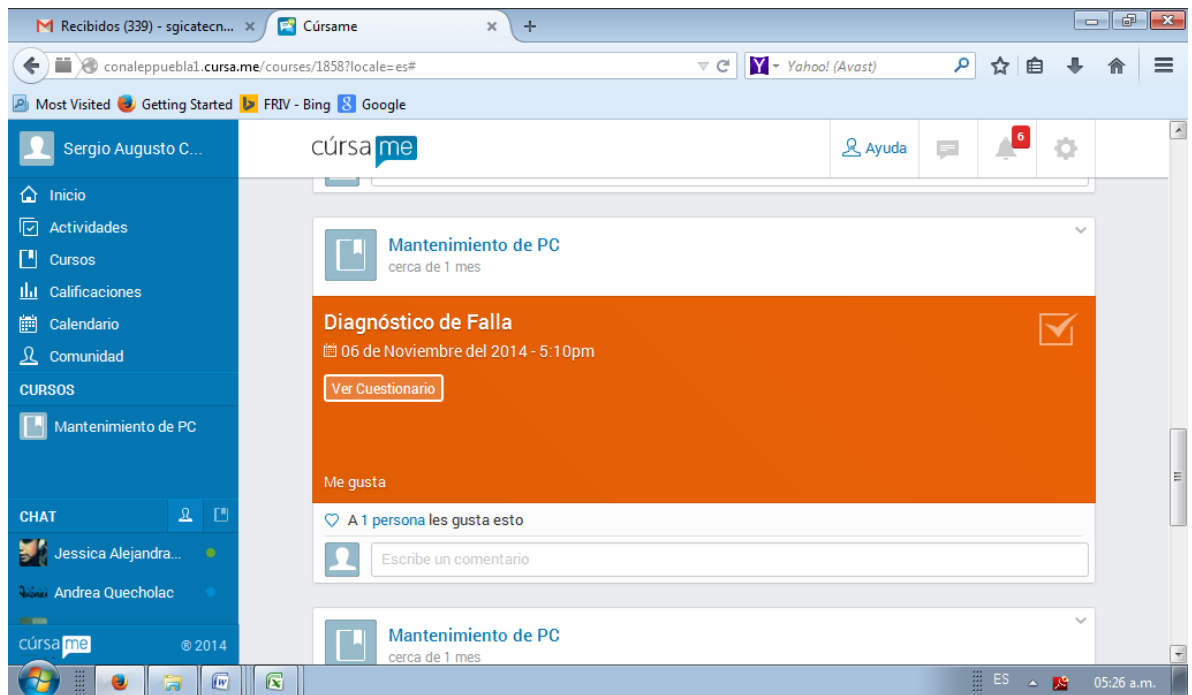 Recibidos (339) - sgicatecn...
Cúrsame
conaleppuebla1.cursa.me/courses/1858?locale=es#
Yahoo! (Avast)
Most Visited
Getting Started
FRIV - Bing
Google
Sergio Augusto C...
cúrsame
Ayuda
6
Inicio
Actividades
Cursos
Calificaciones
Calendario
Comunidad
CURSOS
Mantenimiento de PC
CHAT
Jessica Alejandra...
Andrea Quecholac
cúrsame
® 2014
Mantenimiento de PC
cerca de 1 mes
Diagnóstico de Falla
06 de Noviembre del 2014 - 5:10pm
Ver Cuestionario
Me gusta
A 1 persona les gusta esto
Escribe un comentario
Mantenimiento de PC
cerca de 1 mes
ES
05:26 a.m.